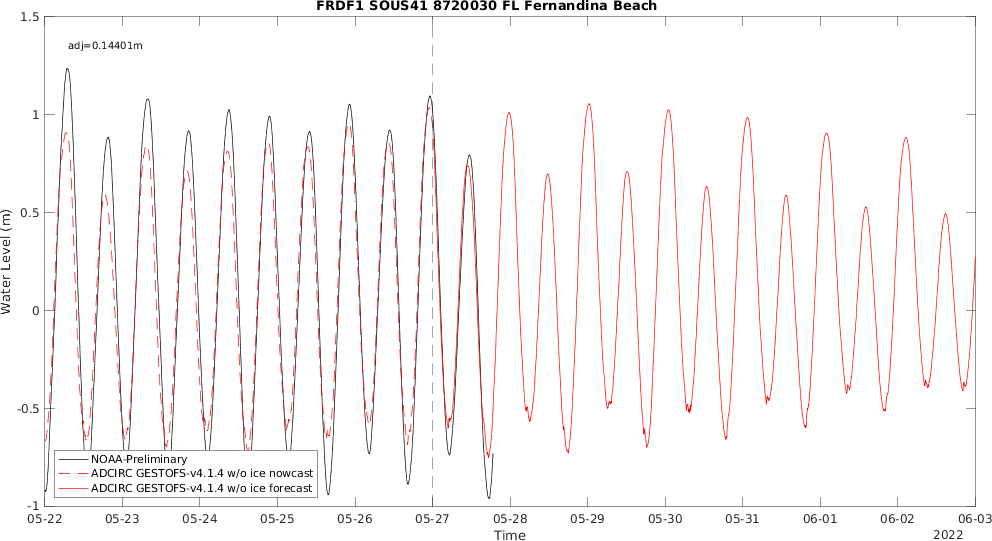 FRDF1 SOUS41 8720030 FL Fernandina Beach
1.5
adj=0.14401m
1
0.5
0
-0.5
-1
Water Level (m)
NOAA-Preliminary
ADCIRC GESTOFS-v4.1.4 w/o ice nowcast
ADCIRC GESTOFS-v4.1.4 w/o ice forecast
05-22 05-23 05-24 05-25 05-26 05-27 05-28 05-29 05-30 05-31 06-01 06-02 06-03
Time
2022